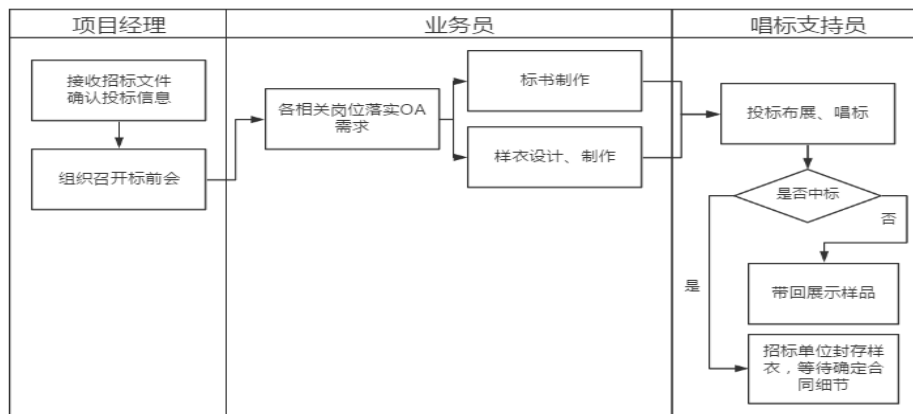 项目经理
业务员
唱标支持员
接收招标文件
确认投标信息
组织召开标前会
各相关岗位落实OA
需求
标书制作
样衣设计、制作
投标布展、唱标
是否中标
否
是
带回展示样品
招标单位封存样
衣，等待确定合
同细节